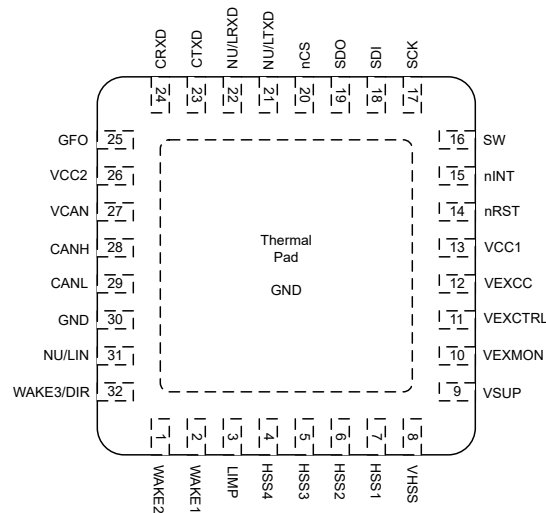 CRXD
CTXD
NU/LRXD
NU/LTXD
nCS
SDO
SDI
SCK
24
23
22
21
20
19
18
17
GFO 25
VCC2 26
VCAN 27
CANH 28
CANL 29
GND 30
NU/LIN 31
WAKE3/DIR 32
Thermal
Pad
GND
16 SW
15 nINT
14 nRST
13 VCC1
12 VEXCC
11 VEXCTRL
10 VEXMON
9 VSUP
1
2
3
4
5
6
7
8
WAKE2
WAKE1
LIMP
HSS4
HSS3
HSS2
HSS1
VHSS